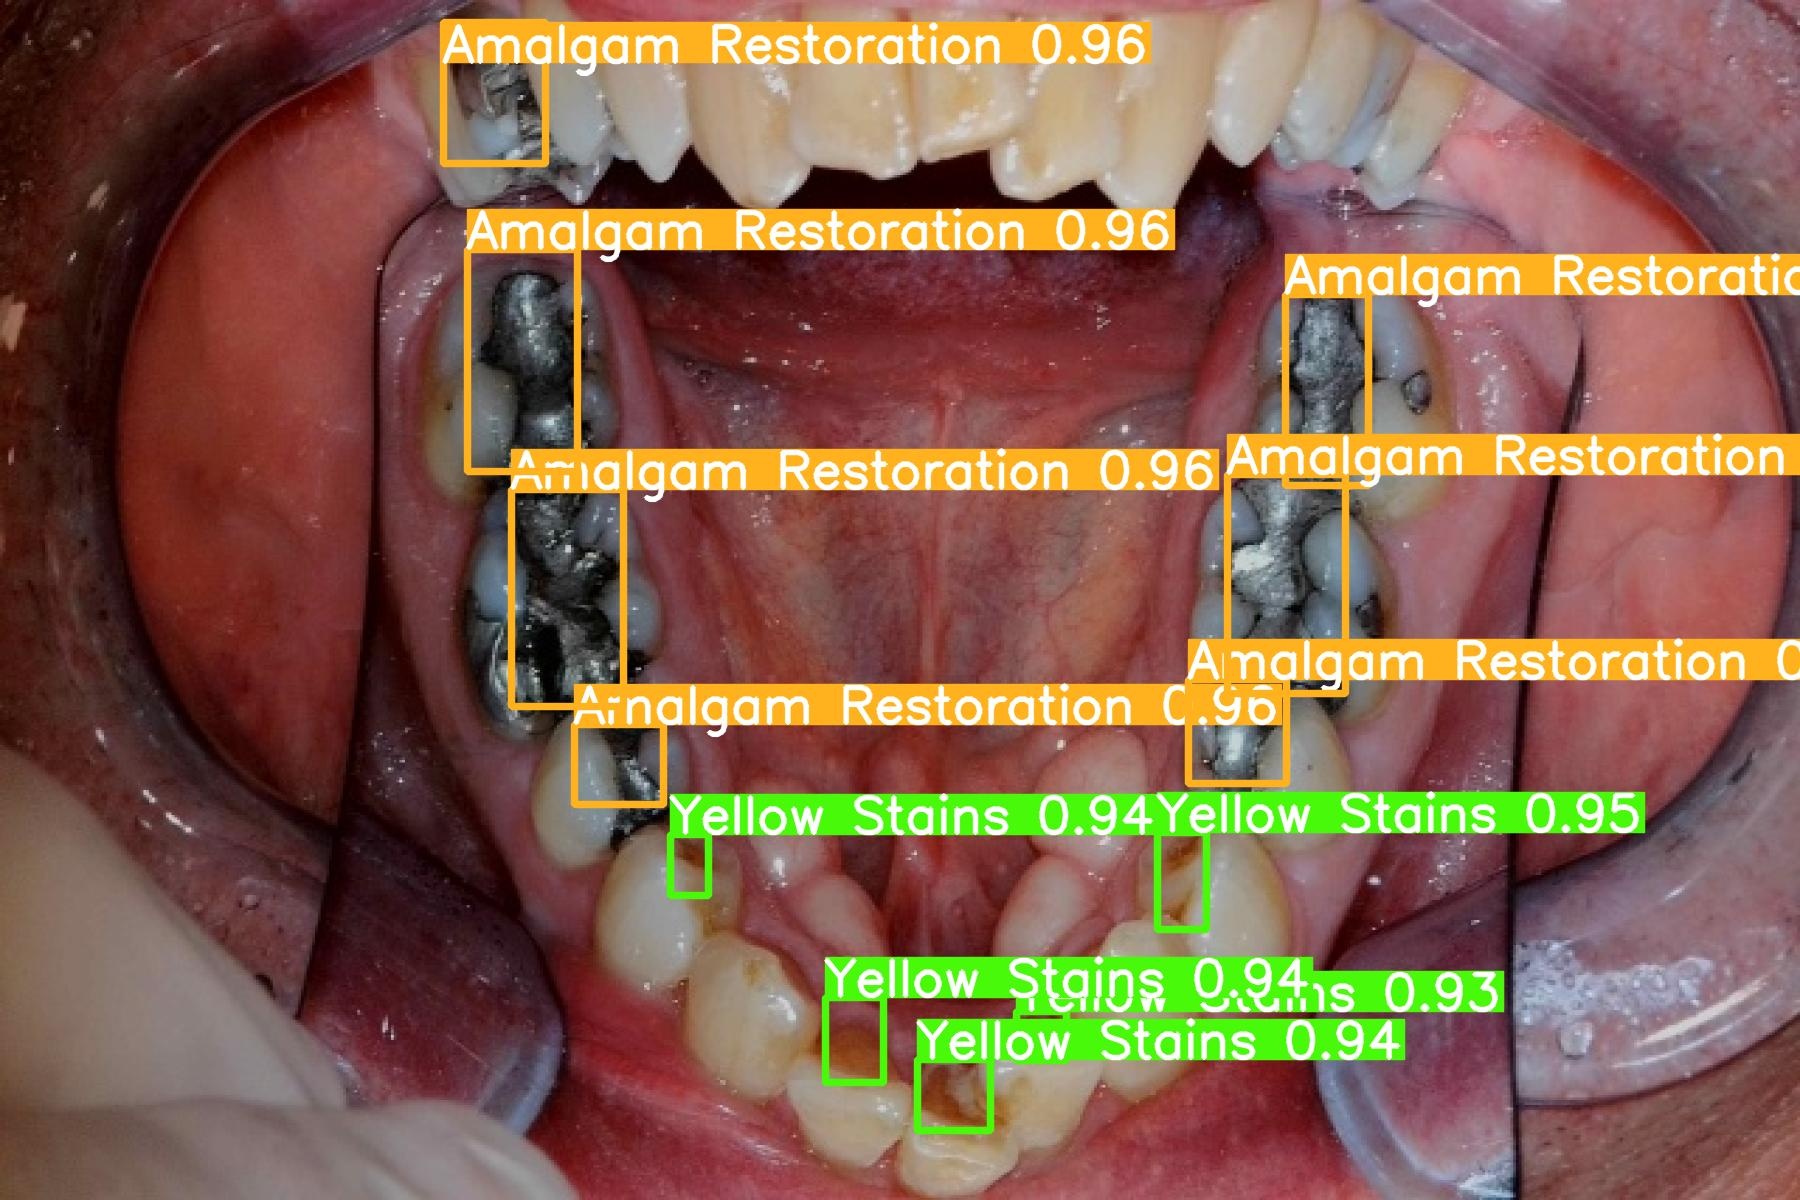 Amalgam Restoration 0.96
Amalgam Restoration 0.96
Amalgam Restoratio
Amalgam Restoration 0.96
Amalgam Restoration
Amalgam Restoration 0
Amalgam Restoration 0.96
Yellow Stains 0.94
Yellow Stains 0.95
Yellow Stains 0.94
Yellow Stains 0.93
Yellow Stains 0.94